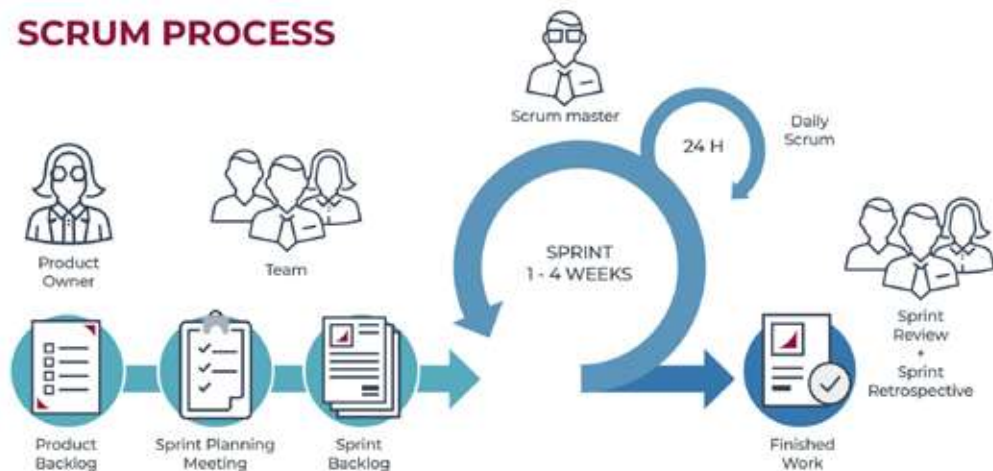 SCRUM PROCESS
Scrum master
24 H
Daily
Scrum
Product
Owner
Team
SPRINT
1 - 4 WEEKS
Sprint
Review
+
Sprint
Retrospective
Product
Backlog
Sprint Planning
Meeting
Sprint
Backlog
Finished
Work